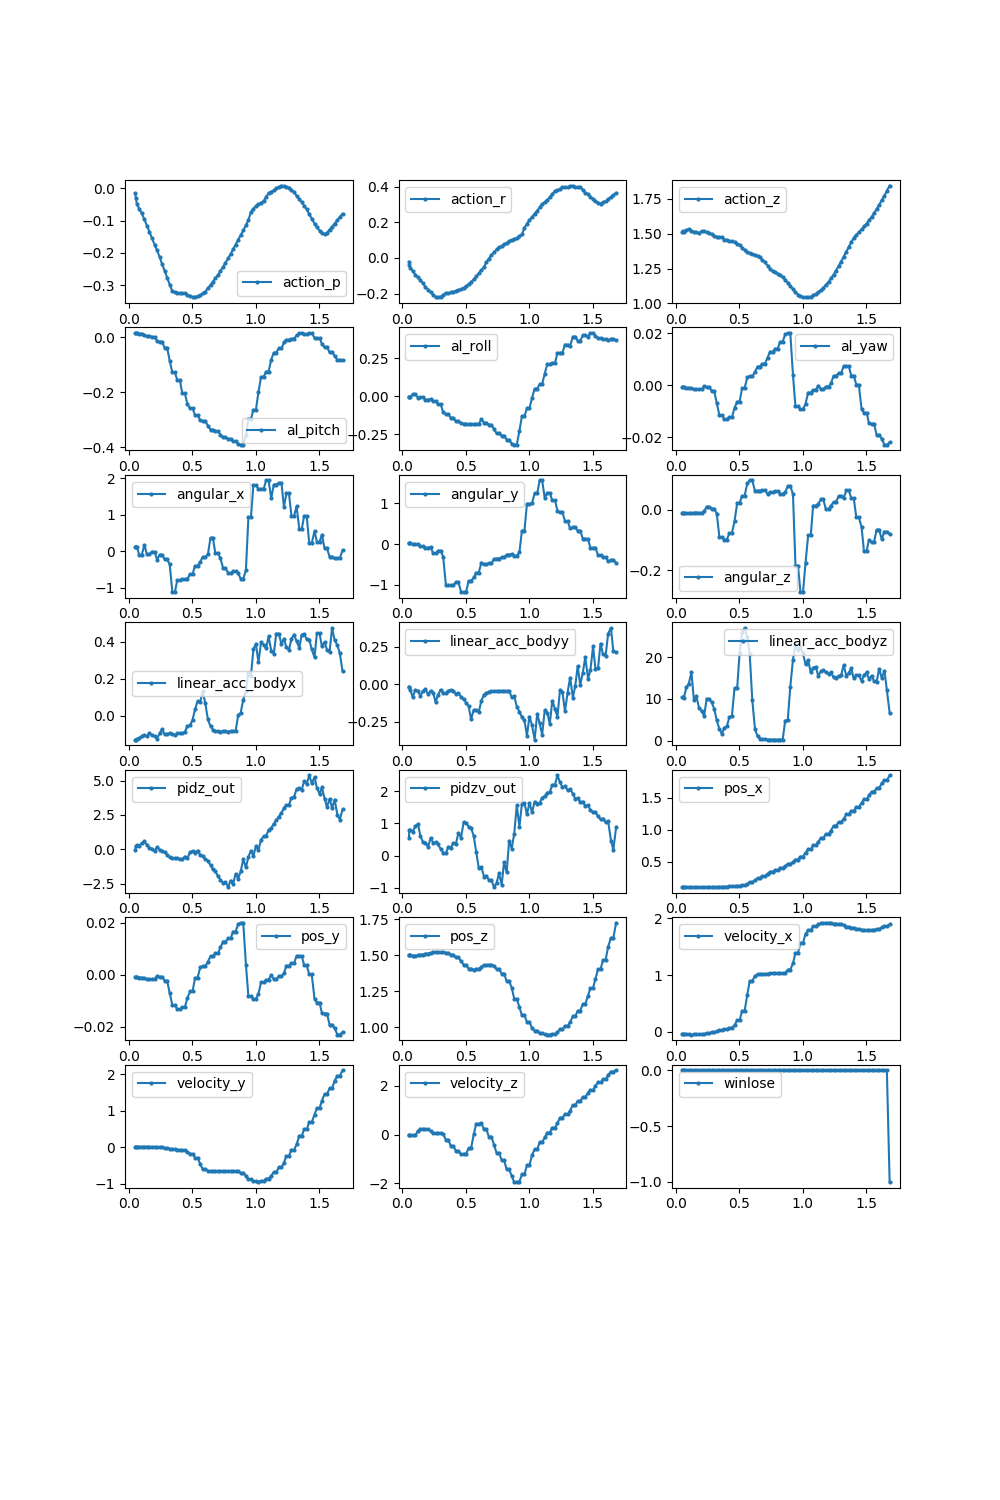 0.0
−0.1
−0.2
−0.3
action_p
0.0 0.5 1.0 1.5
0.4
0.2
0.0
−0.2
action_r
0.0 0.5 1.0 1.5
1.75
1.50
1.25
1.00
action_z
0.0 0.5 1.0 1.5
0.0
−0.2
−0.4
al_pitch
0.0 0.5 1.0 1.5
0.25
0.00
−0.25
al_roll
0.0 0.5 1.0 1.5
0.02
0.00
−0.02
al_yaw
0.0 0.5 1.0 1.5
2
1
0
−1
angular_x
0.0 0.5 1.0 1.5
1
0
−1
angular_y
0.0 0.5 1.0 1.5
0.0
−0.2
angular_z
0.0 0.5 1.0 1.5
0.4
0.2
0.0
linear_acc_bodyx
0.0 0.5 1.0 1.5
0.25
0.00
−0.25
linear_acc_bodyy
0.0 0.5 1.0 1.5
20
10
0
linear_acc_bodyz
0.0 0.5 1.0 1.5
5.0
2.5
0.0
−2.5
pidz_out
0.0 0.5 1.0 1.5
2
1
0
−1
pidzv_out
0.0 0.5 1.0 1.5
1.5
1.0
0.5
pos_x
0.0 0.5 1.0 1.5
0.02
0.00
−0.02
pos_y
0.0 0.5 1.0 1.5
1.75
1.50
1.25
1.00
pos_z
0.0 0.5 1.0 1.5
2
1
0
velocity_x
0.0 0.5 1.0 1.5
2
1
0
−1
velocity_y
0.0 0.5 1.0 1.5
2
0
−2
velocity_z
0.0 0.5 1.0 1.5
0.0
−0.5
−1.0
winlose
0.0 0.5 1.0 1.5